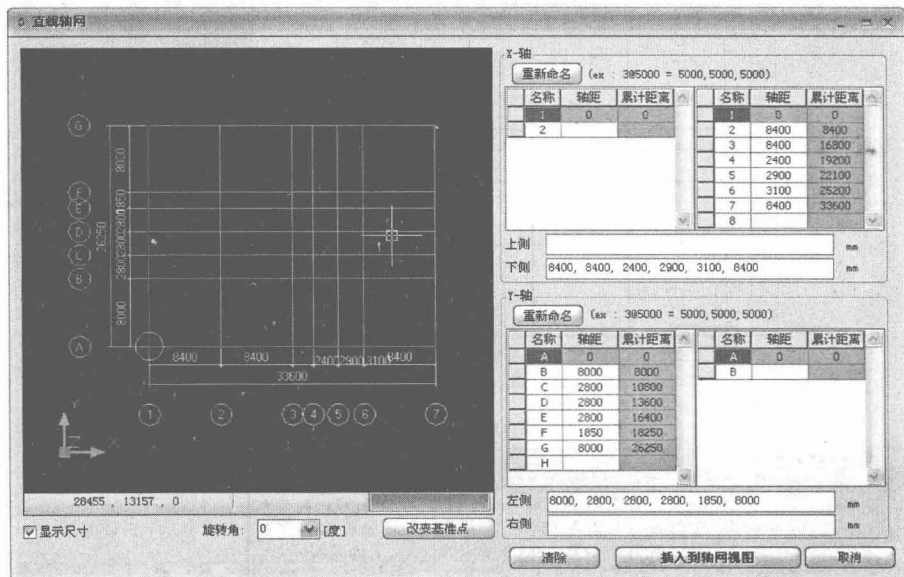 直线轴网
G
F
E
D
C
B
A
8000
1850
2800
2800
2800
8000
26250
8400
8400
2400
2900
3100
8400
33600
1
2
3
4
5
6
7
Y
Z
X
28455 , 13157 , 0
显示尺寸
旋转角: 0 [度]
改变基准点
X-轴
重新命名 (ex : 3@5000 = 5000,5000,5000)
名称 轴距 累计距离
1 0 0
2
名称 轴距 累计距离
1 0 0
2 8400 8400
3 8400 16800
4 2400 19200
5 2900 22100
6 3100 25200
7 8400 33600
8
上侧 mm
下侧 8400, 8400, 2400, 2900, 3100, 8400 mm
Y-轴
重新命名 (ex : 3@5000 = 5000,5000,5000)
名称 轴距 累计距离
A 0 0
B 8000 8000
C 2800 10800
D 2800 13600
E 2800 16400
F 1850 18250
G 8000 26250
H
名称 轴距 累计距离
A 0 0
B
左侧 8000, 2800, 2800, 2800, 1850, 8000 mm
右侧 mm
清除
插入到轴网视图
取消